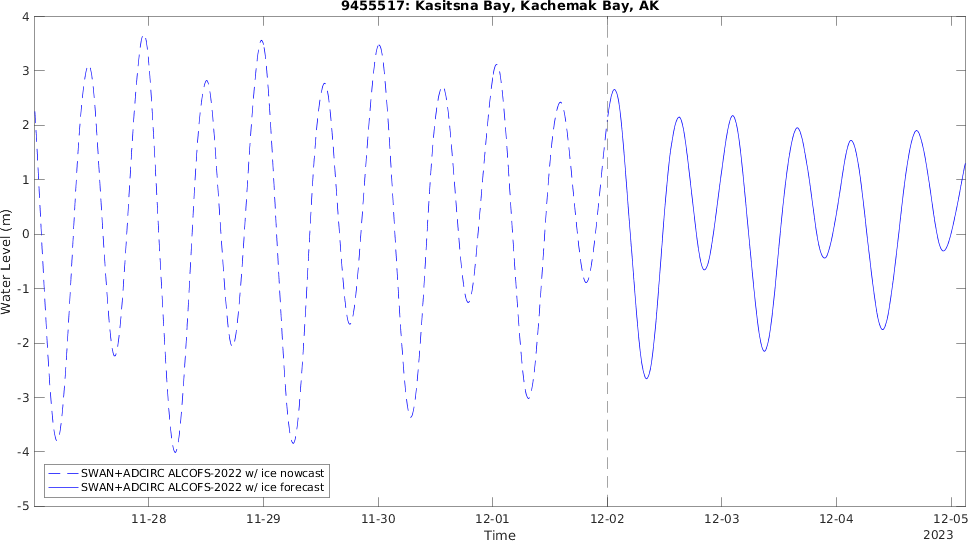 9455517: Kasitsna Bay, Kachemak Bay, AK
4
3
2
1
0
-1
-2
-3
-4
-5
Water Level (m)
SWAN+ADCIRC ALCOFS-2022 w/ ice nowcast
SWAN+ADCIRC ALCOFS-2022 w/ ice forecast
11-28 11-29 11-30 12-01 12-02 12-03 12-04 12-05
Time
2023